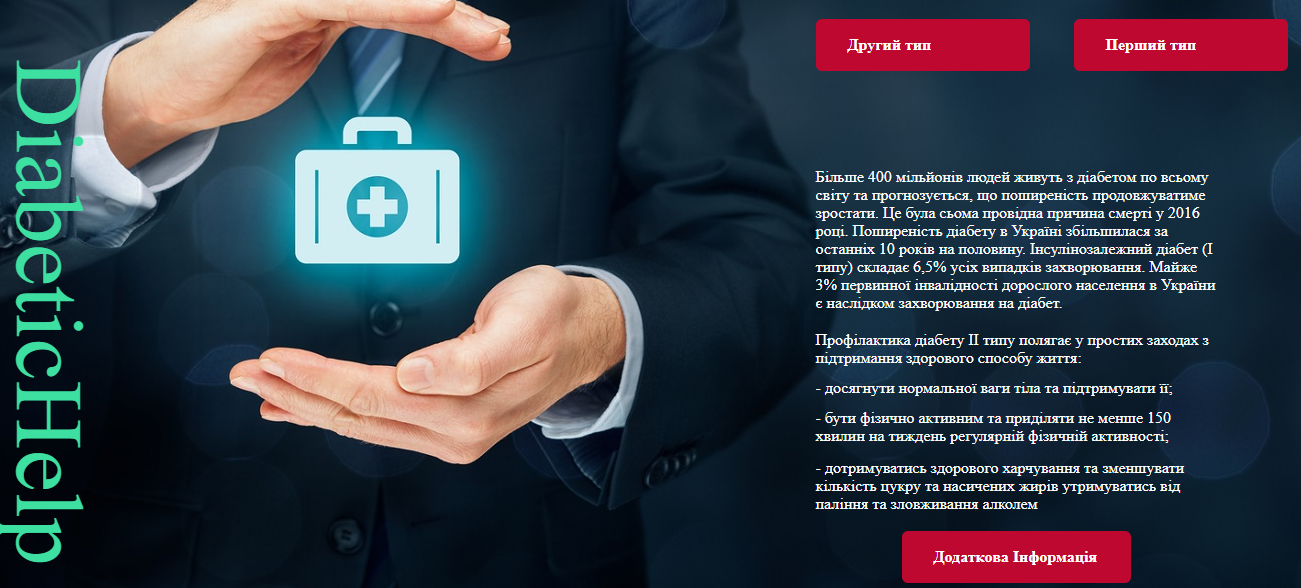 DiabeticHelp
Другий тип
Перший тип
Більше 400 мільйонів людей живуть з діабетом по всьому
світу та прогнозується, що поширеність продовжуватиме
зростати. Це була сьома провідна причина смерті у 2016
році. Поширеність діабету в Україні збільшилася за
останніх 10 років на половину. Інсулінозалежний діабет (І
типу) складає 6,5% усіх випадків захворювання. Майже
3% первинної інвалідності дорослого населення в України
є наслідком захворювання на діабет.
Профілактика діабету ІІ типу полягає у простих заходах з
підтримання здорового способу життя:
- досягнути нормальної ваги тіла та підтримувати її;
- бути фізично активним та приділяти не менше 150
хвилин на тиждень регулярній фізичній активності;
- дотримуватись здорового харчування та зменшувати
кількість цукру та насичених жирів утримуватись від
паління та зловживання алколем
Додаткова Інформація